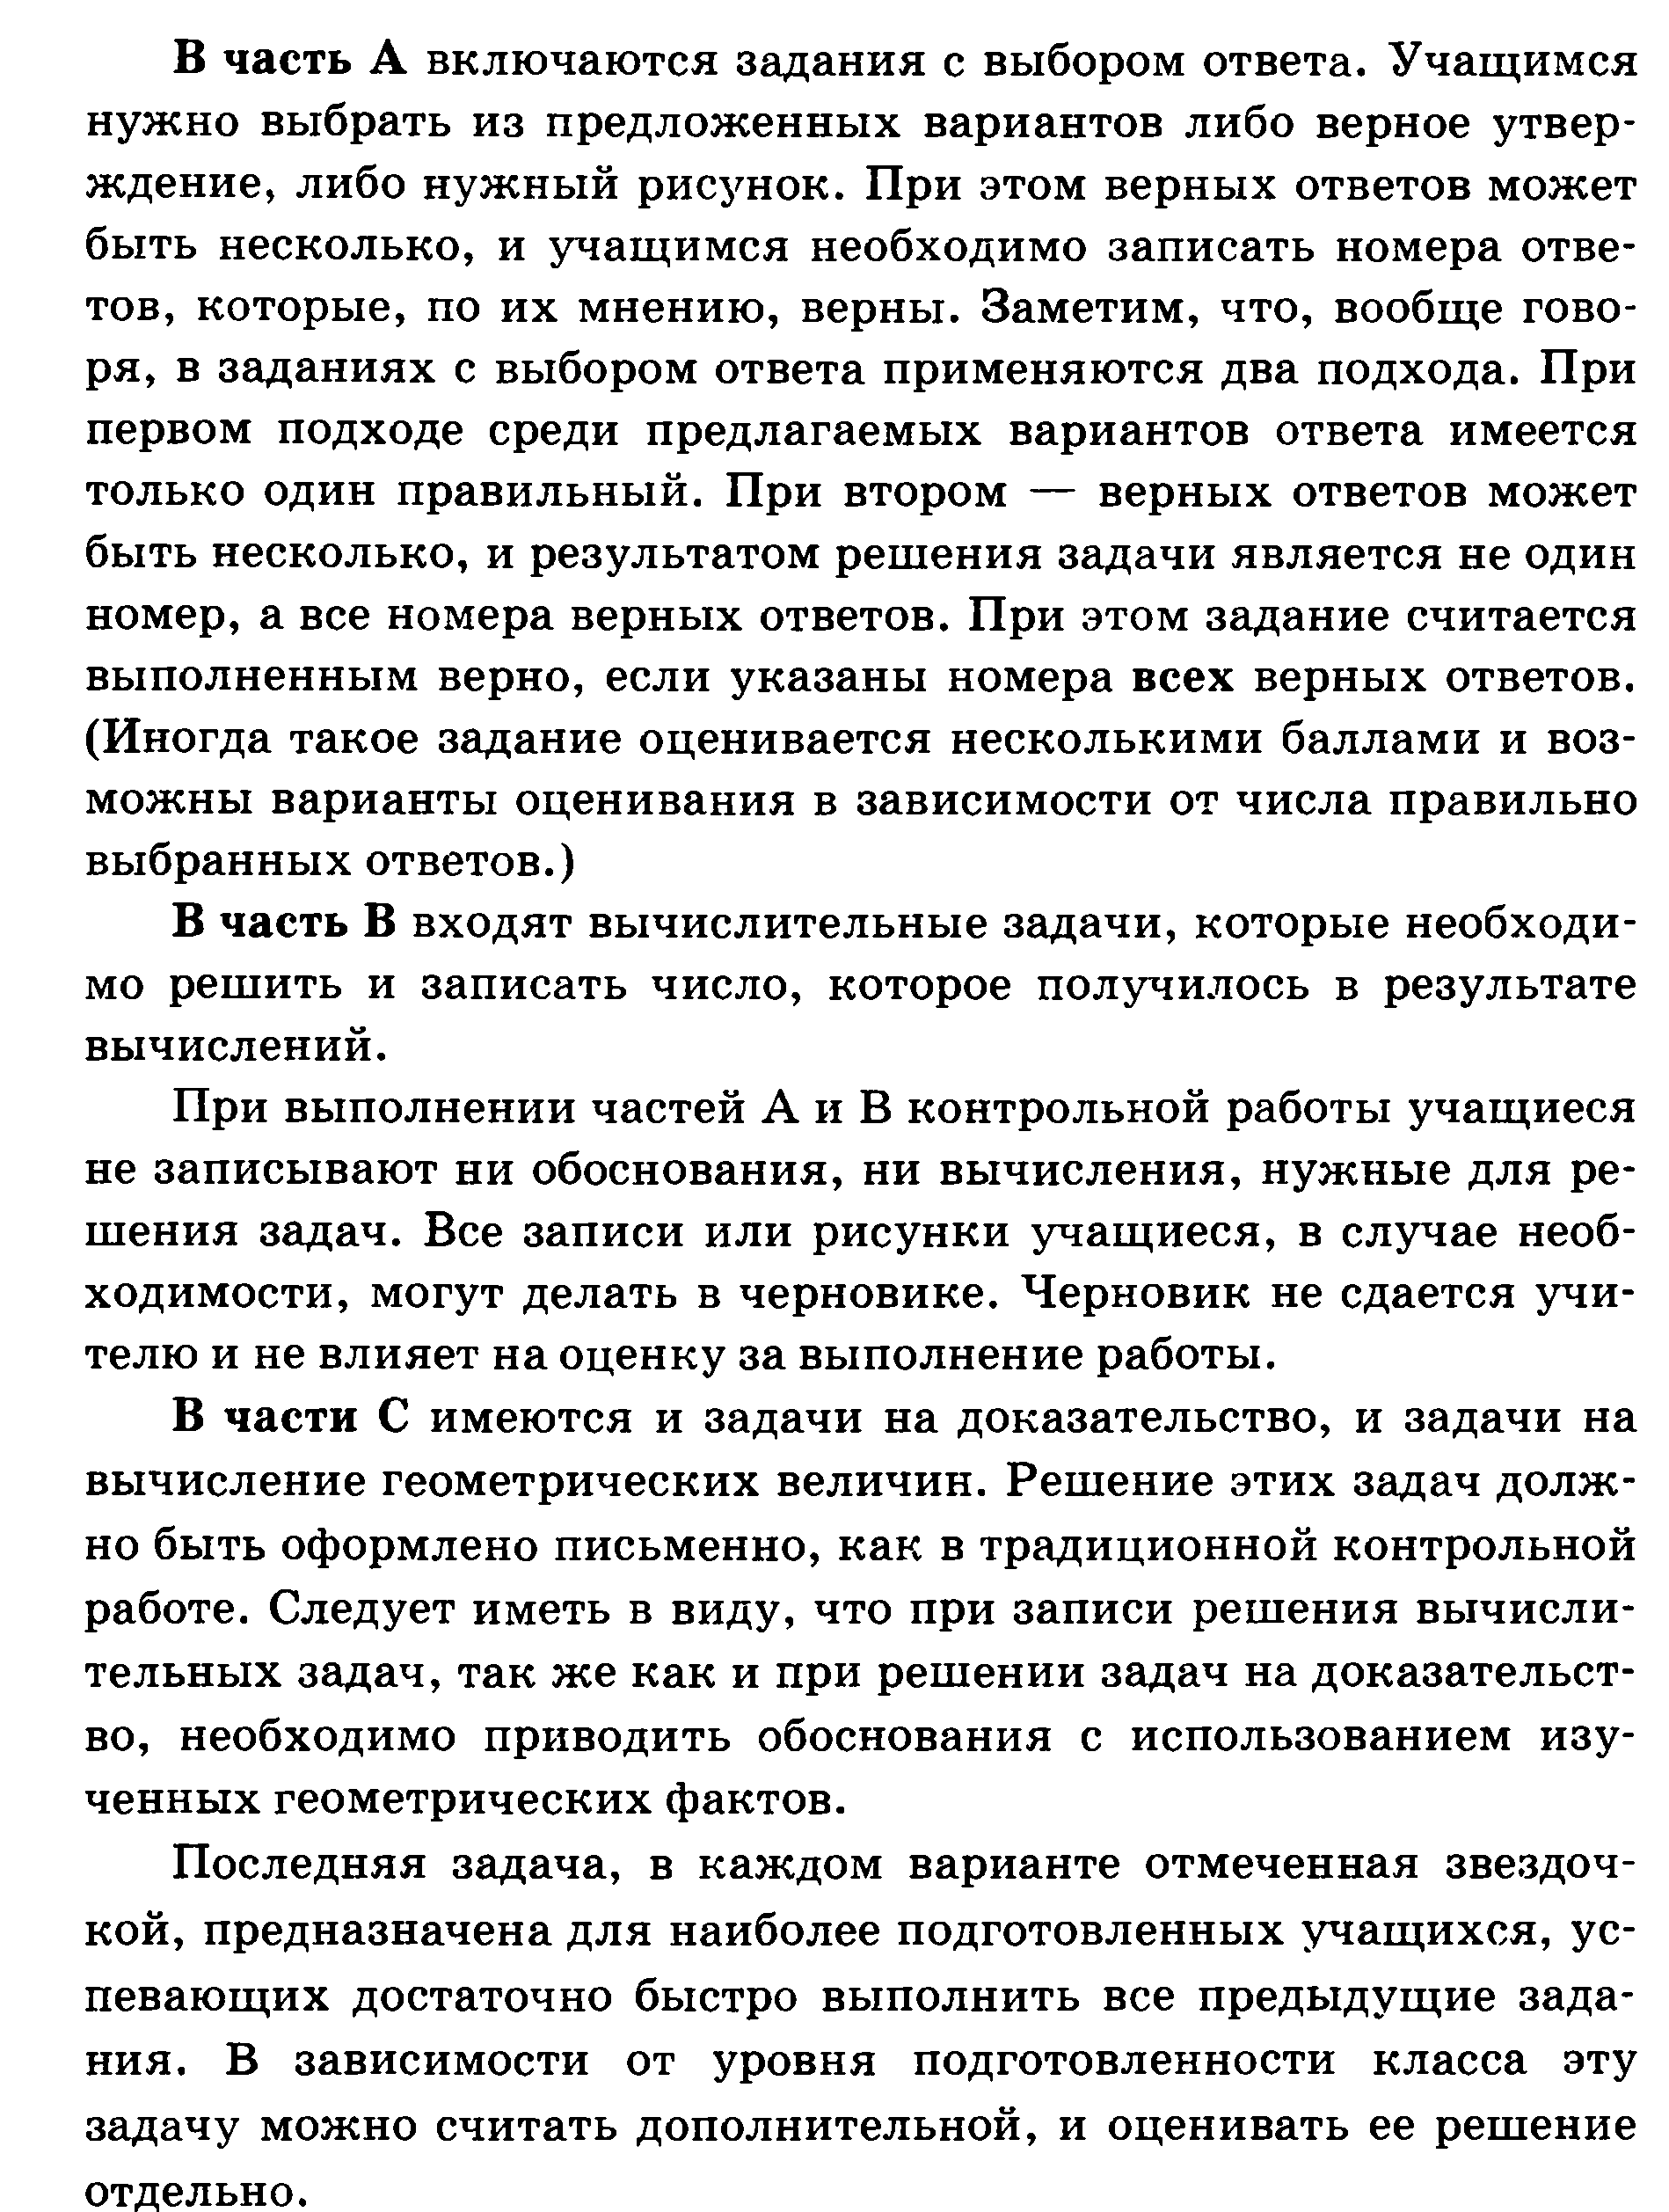 В часть А включаются задания с выбором ответа. Учащимся
нужно выбрать из предложенных вариантов либо верное утвер-
ждение, либо нужный рисунок. При этом верных ответов может
быть несколько, и учащимся необходимо записать номера отве-
тов, которые, по их мнению, верны. Заметим, что, вообще гово-
ря, в заданиях с выбором ответа применяются два подхода. При
первом подходе среди предлагаемых вариантов ответа имеется
только один правильный. При втором — верных ответов может
быть несколько, и результатом решения задачи является не один
номер, а все номера верных ответов. При этом задание считается
выполненным верно, если указаны номера всех верных ответов.
(Иногда такое задание оценивается несколькими баллами и воз-
можны варианты оценивания в зависимости от числа правильно
выбранных ответов.)
В часть В входят вычислительные задачи, которые необходи-
мо решить и записать число, которое получилось в результате
вычислений.
При выполнении частей А и В контрольной работы учащиеся
не записывают ни обоснования, ни вычисления, нужные для ре-
шения задач. Все записи или рисунки учащиеся, в случае необ-
ходимости, могут делать в черновике. Черновик не сдается учи-
телю и не влияет на оценку за выполнение работы.
В части С имеются и задачи на доказательство, и задачи на
вычисление геометрических величин. Решение этих задач долж-
но быть оформлено письменно, как в традиционной контрольной
работе. Следует иметь в виду, что при записи решения вычисли-
тельных задач, так же как и при решении задач на доказательст-
во, необходимо приводить обоснования с использованием изу-
ченных геометрических фактов.
Последняя задача, в каждом варианте отмеченная звездоч-
кой, предназначена для наиболее подготовленных учащихся, ус-
певающих достаточно быстро выполнить все предыдущие зада-
ния. В зависимости от уровня подготовленности класса эту
задачу можно считать дополнительной, и оценивать ее решение
отдельно.